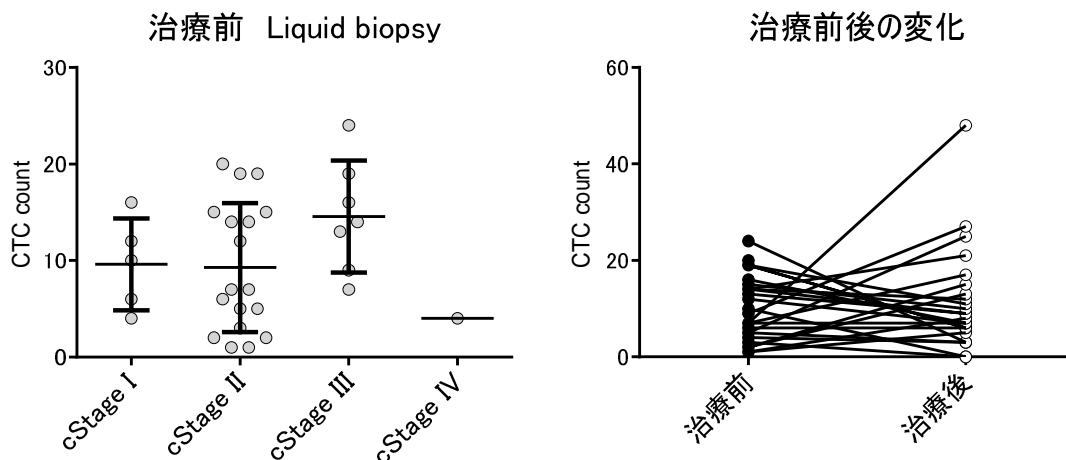 治療前 Liquid biopsy
CTC count
30
20
10
0
cStage I
cStage II
cStage III
cStage IV
治療前後の変化
CTC count
60
40
20
0
治療前
治療後